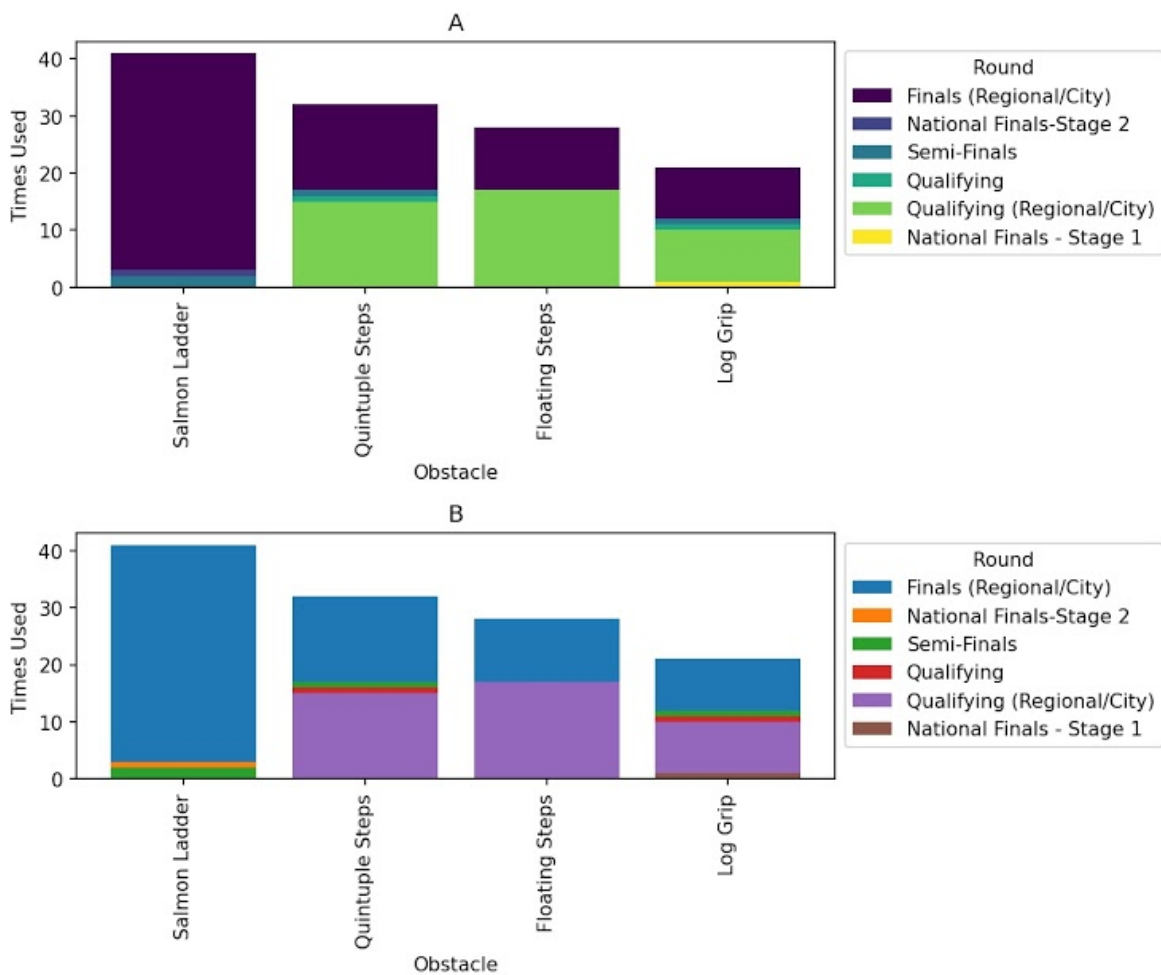 A
Times Used
40
30
20
10
0
Salmon Ladder
Quintuple Steps
Floating Steps
Log Grip
Obstacle
Round
Finals (Regional/City)
National Finals-Stage 2
Semi-Finals
Qualifying
Qualifying (Regional/City)
National Finals - Stage 1
B
Times Used
40
30
20
10
0
Salmon Ladder
Quintuple Steps
Floating Steps
Log Grip
Obstacle
Round
Finals (Regional/City)
National Finals-Stage 2
Semi-Finals
Qualifying
Qualifying (Regional/City)
National Finals - Stage 1